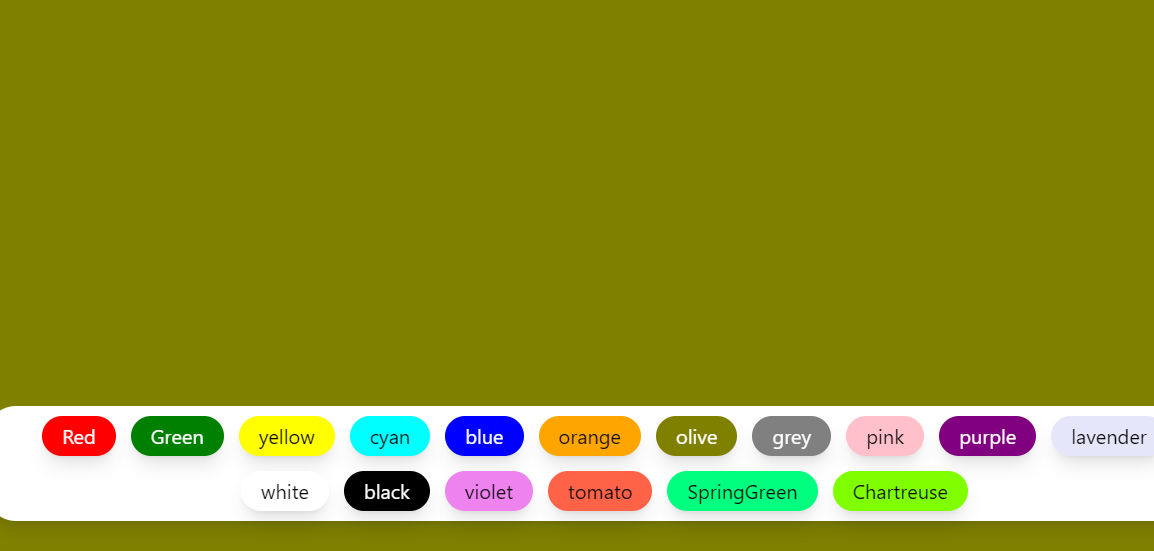 Red Green yellow cyan blue orange olive grey pink purple lavender
white black violet tomato SpringGreen Chartreuse